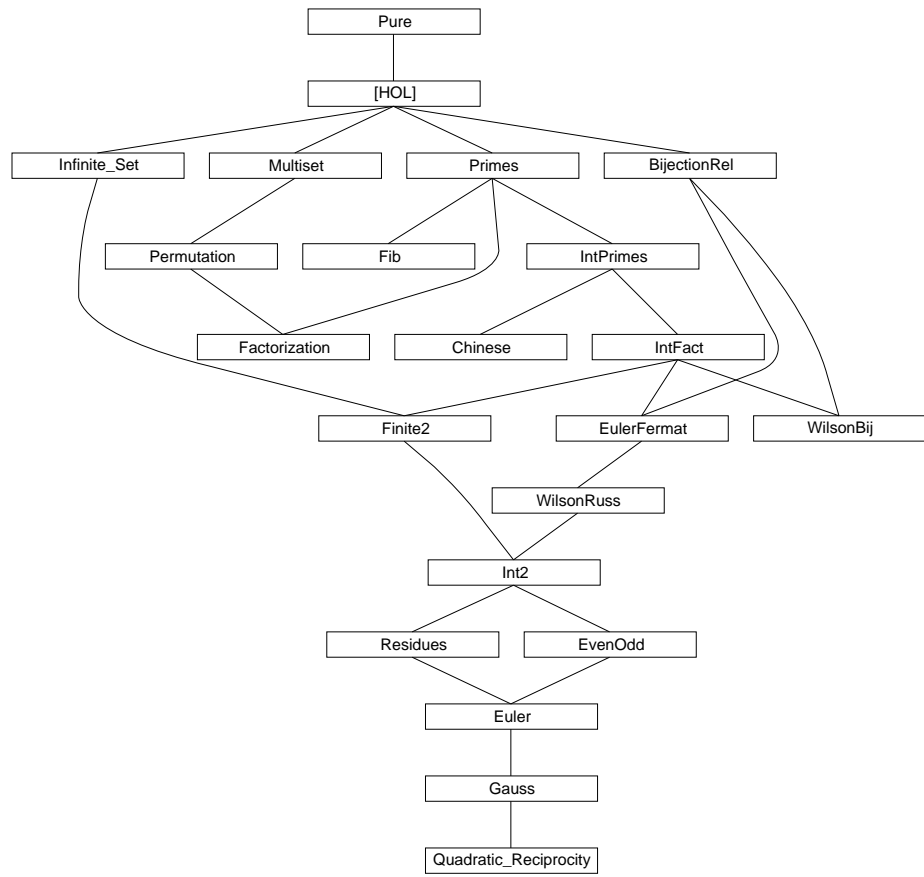 Pure
[HOL]
Infinite_Set
Multiset
Primes
BijectionRel
Permutation
Fib
IntPrimes
Factorization
Chinese
IntFact
Finite2
EulerFermat
WilsonBij
WilsonRuss
Int2
Residues
EvenOdd
Euler
Gauss
Quadratic_Reciprocity